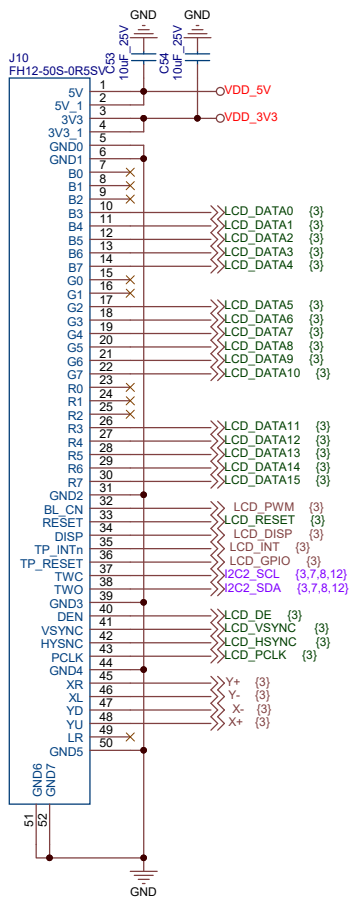 GND GND
J10
FH12-50S-0R5SV
C53
10uF_25V
C54
10uF_25V
5V 1 VDD_5V
5V_1 2
3V3 3 VDD_3V3
3V3_1 4
GND0 5
GND1 6
B0 7
B1 8
B2 9
B3 10 LCD_DATA0 {3}
B4 11 LCD_DATA1 {3}
B5 12 LCD_DATA2 {3}
B6 13 LCD_DATA3 {3}
B7 14 LCD_DATA4 {3}
G0 15
G1 16
G2 17 LCD_DATA5 {3}
G3 18 LCD_DATA6 {3}
G4 19 LCD_DATA7 {3}
G5 20 LCD_DATA8 {3}
G6 21 LCD_DATA9 {3}
G7 22 LCD_DATA10 {3}
R0 23
R1 24
R2 25
R3 26 LCD_DATA11 {3}
R4 27 LCD_DATA12 {3}
R5 28 LCD_DATA13 {3}
R6 29 LCD_DATA14 {3}
R7 30 LCD_DATA15 {3}
GND2 31
BL_CN 32 LCD_PWM {3}
RESET 33 LCD_RESET {3}
DISP 34 LCD_DISP {3}
TP_INTn 35 LCD_INT {3}
TP_RESET 36 LCD_GPIO {3}
TWC 37 I2C2_SCL {3,7,8,12}
TWO 38 I2C2_SDA {3,7,8,12}
GND3 39
DEN 40 LCD_DE {3}
VSYNC 41 LCD_VSYNC {3}
HYSNC 42 LCD_HSYNC {3}
PCLK 43 LCD_PCLK {3}
GND4 44
XR 45 Y+ {3}
XL 46 Y- {3}
YD 47 X- {3}
YU 48 X+ {3}
LR 49
GND5 50
GND6 51
GND7 52
GND